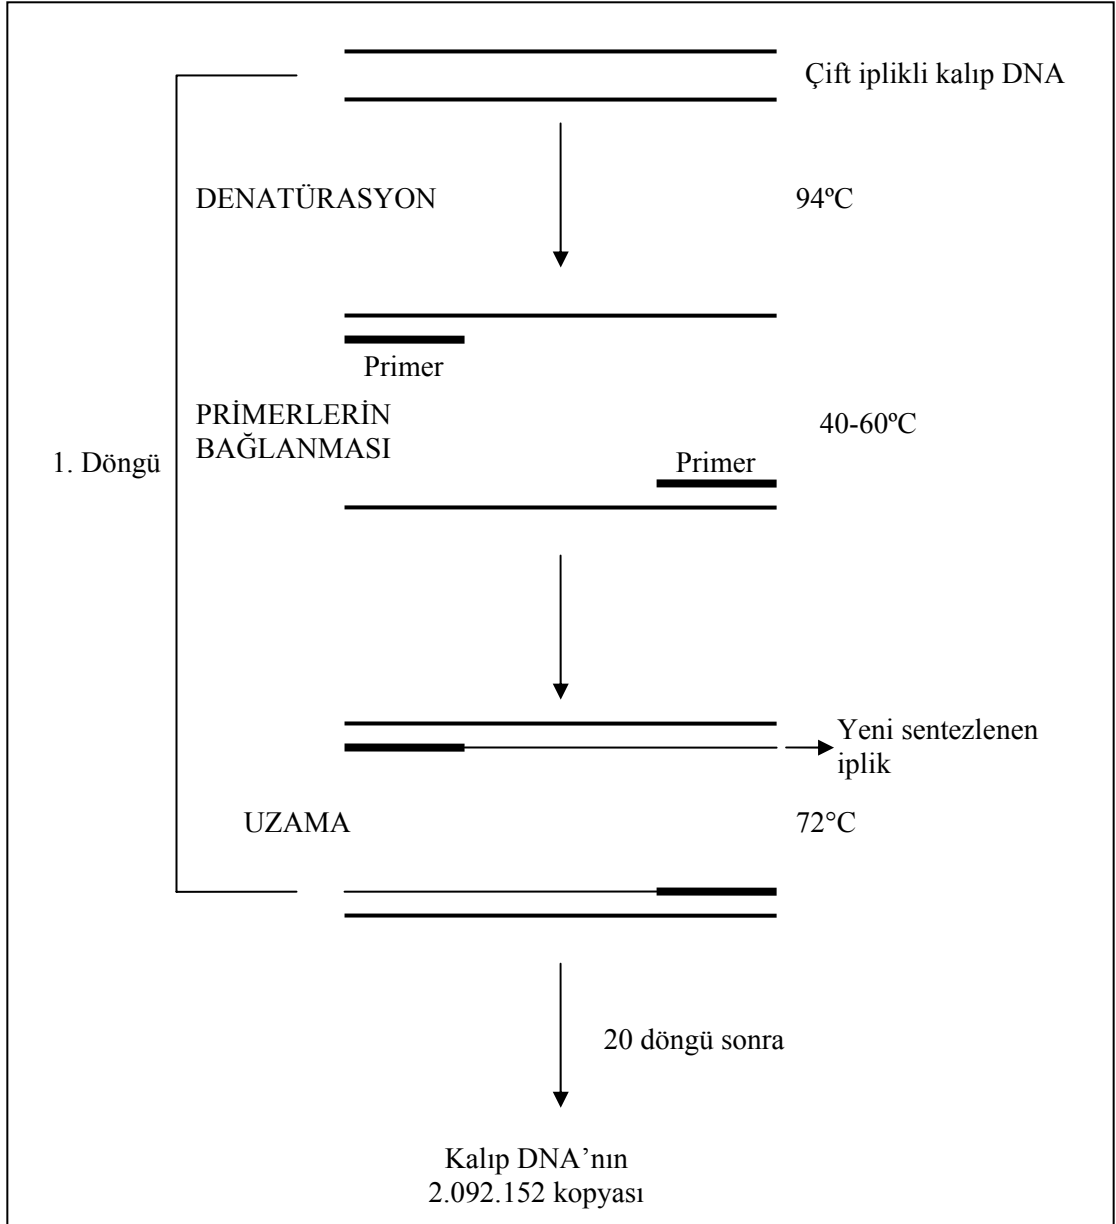 Çift iplikli kalıp DNA
DENATÜRASYON
94ºC
Primer
PRİMERLERİN
BAĞLANMASI
40-60ºC
1. Döngü
Primer
Yeni sentezlenen
iplik
UZAMA
72°C
20 döngü sonra
Kalıp DNA’nın
2.092.152 kopyası